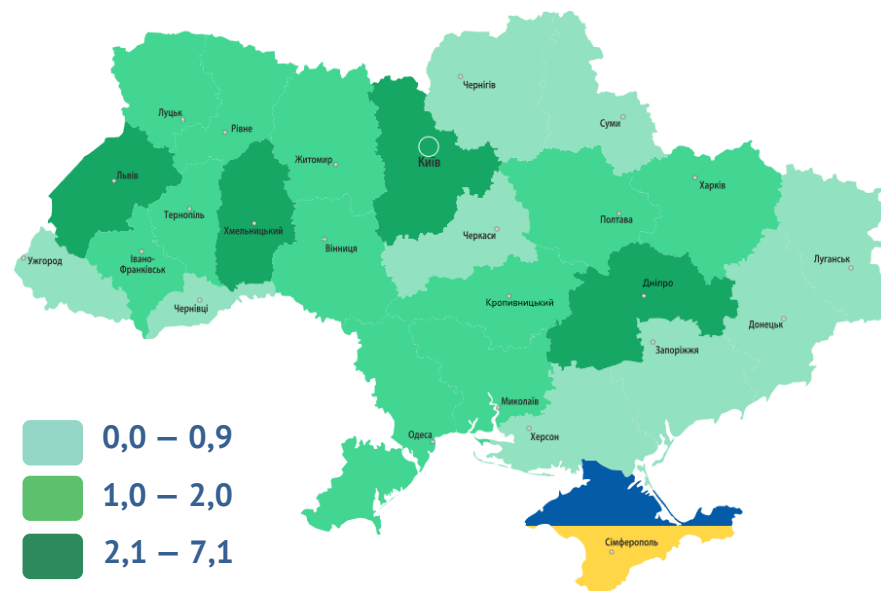 Чернігів
Суми
Луцьк
Рівне
Київ
Житомир
Львів
Харків
Тернопіль
Полтава
Хмельницький
Черкаси
Вінниця
Івано-
Франківськ
Ужгород
Луганськ
Дніпро
Чернівці
Кропивницький
Донецьк
Запоріжжя
Миколаїв
Одеса
Херсон
0,0 – 0,9
1,0 – 2,0
2,1 – 7,1
Сімферополь